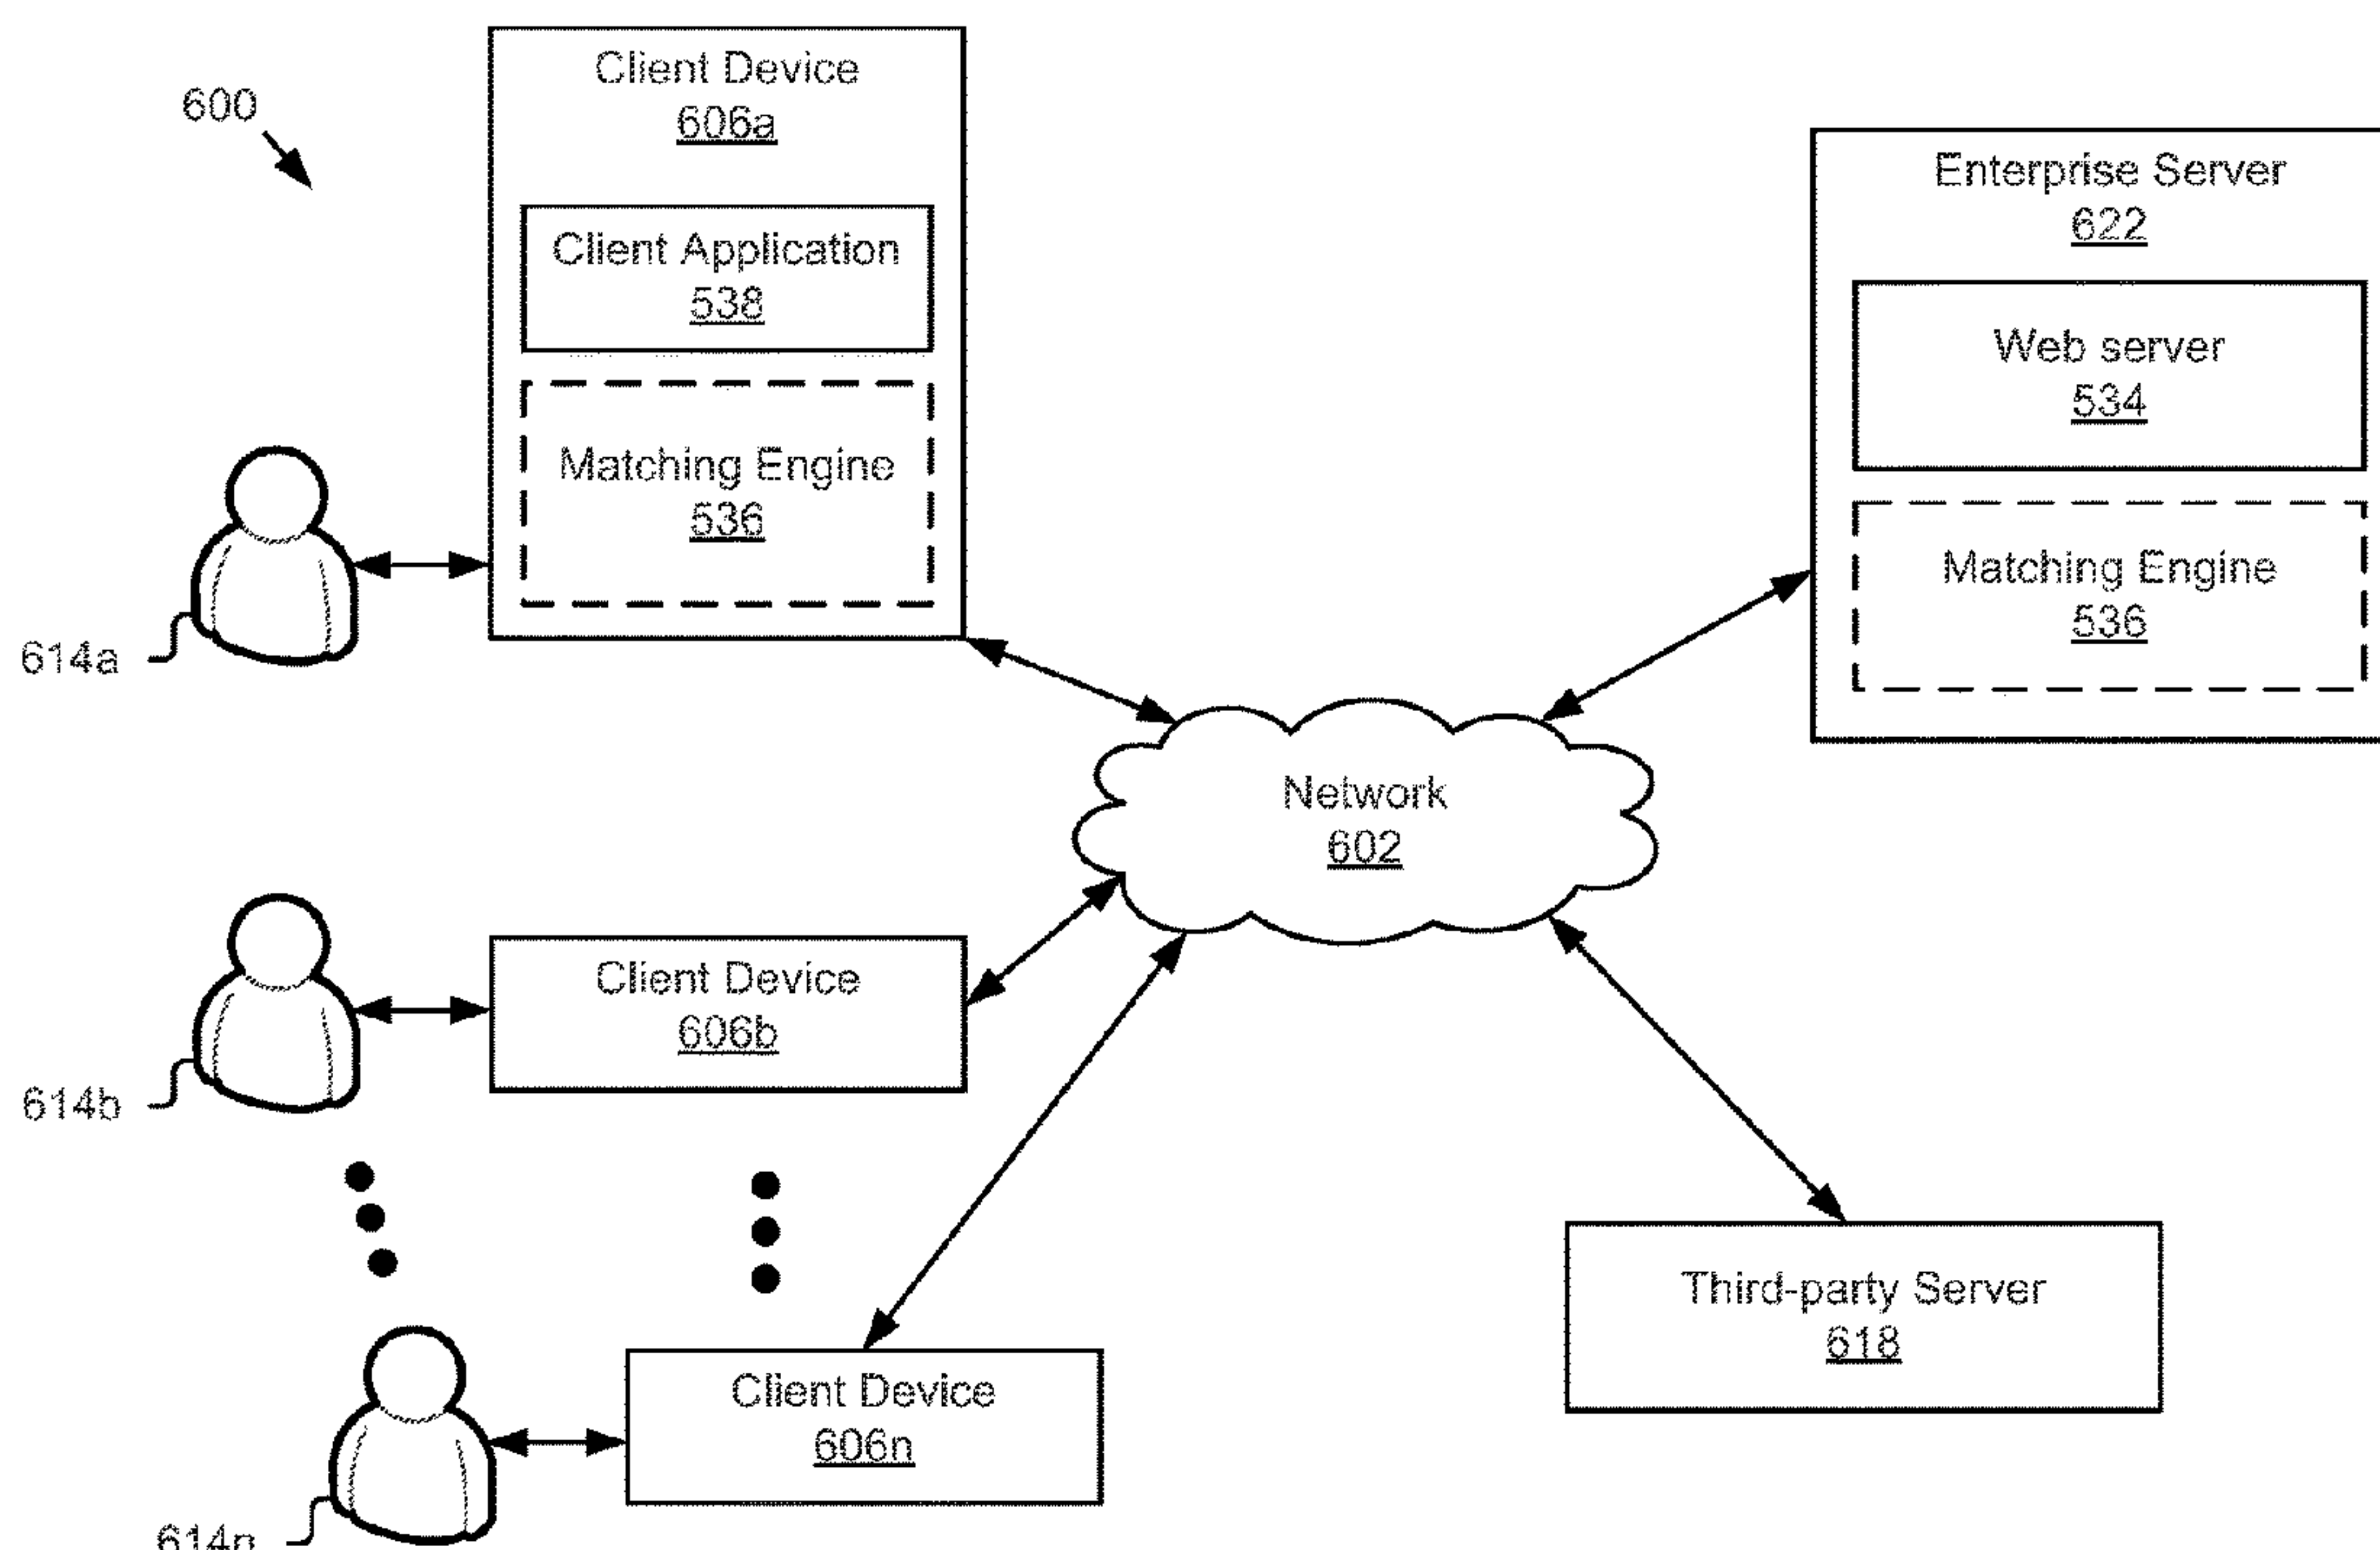 600
Client Device
606a
Client Application
538
Matching Engine
536
614a
Enterprise Server
622
Web server
534
Matching Engine
536
Network
602
Client Device
606b
614b
Client Device
606n
614n
Third-party Server
618